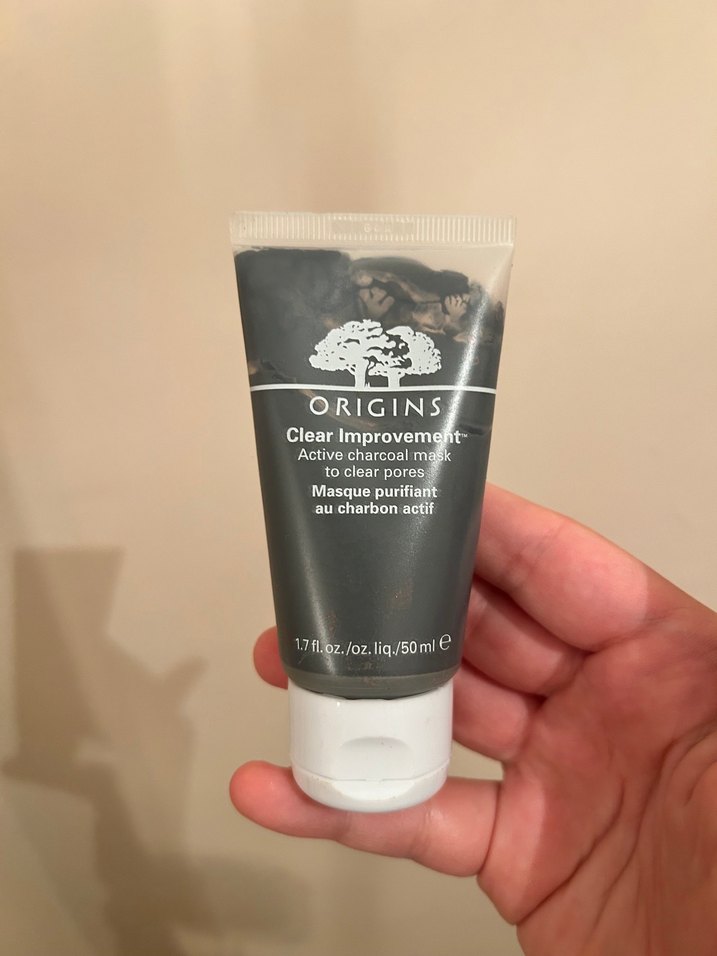 ORIGINS
Clear Improvement™
Active charcoal mask
to clear pores
Masque purifiant
au charbon actif
1.7 fl. oz./oz. liq./50 ml ℮